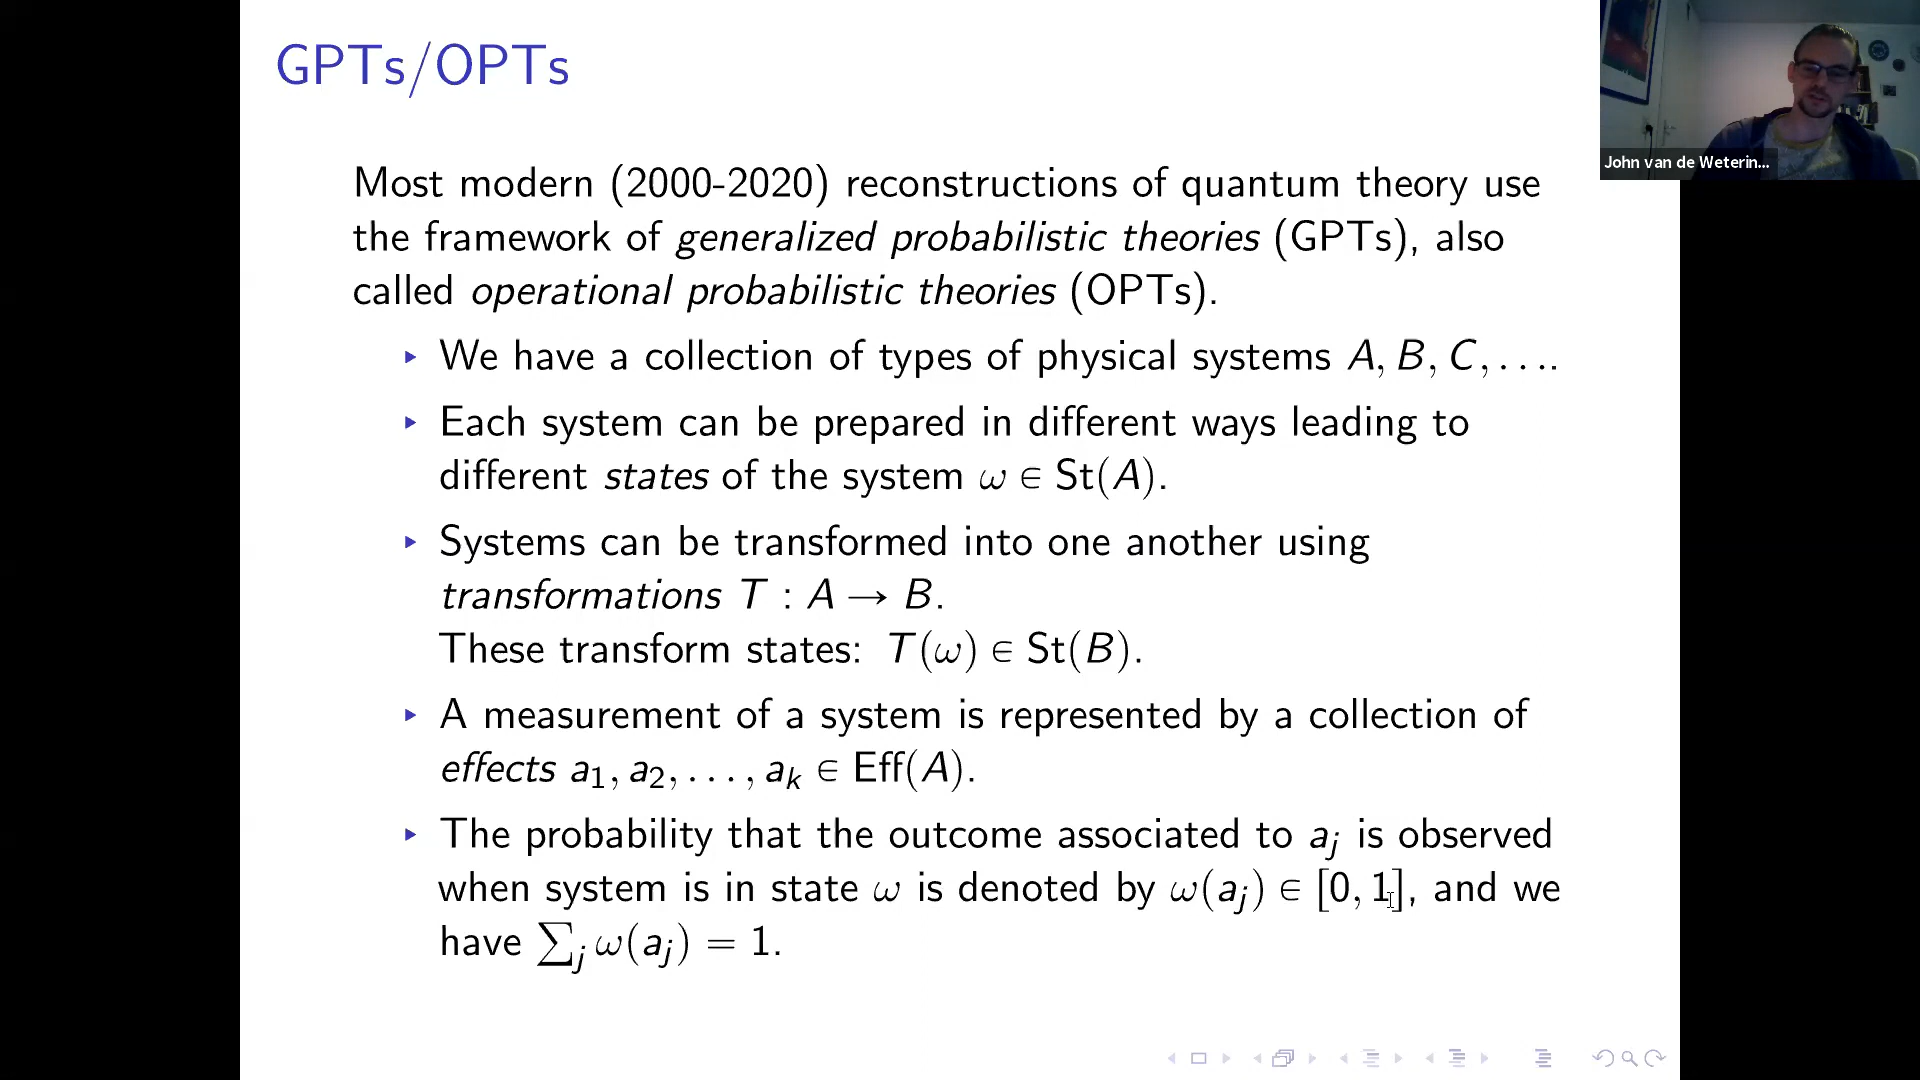 GPTs/OPTs
John van de Weterin...
Most modern (2000-2020) reconstructions of quantum theory use
the framework of generalized probabilistic theories (GPTs), also
called operational probabilistic theories (OPTs).
▸ We have a collection of types of physical systems A, B, C, . . ..
▸ Each system can be prepared in different ways leading to
different states of the system ω ∈ St(A).
▸ Systems can be transformed into one another using
transformations T : A → B.
These transform states: T(ω) ∈ St(B).
▸ A measurement of a system is represented by a collection of
effects a₁, a₂, . . . , aₖ ∈ Eff(A).
▸ The probability that the outcome associated to aⱼ is observed
when system is in state ω is denoted by ω(aⱼ) ∈ [0, 1], and we
have ∑ⱼ ω(aⱼ) = 1.